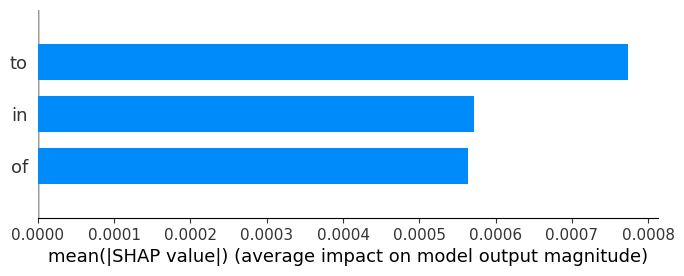 to
in
of
0.0000 0.0001 0.0002 0.0003 0.0004 0.0005 0.0006 0.0007 0.0008
mean(|SHAP value|) (average impact on model output magnitude)